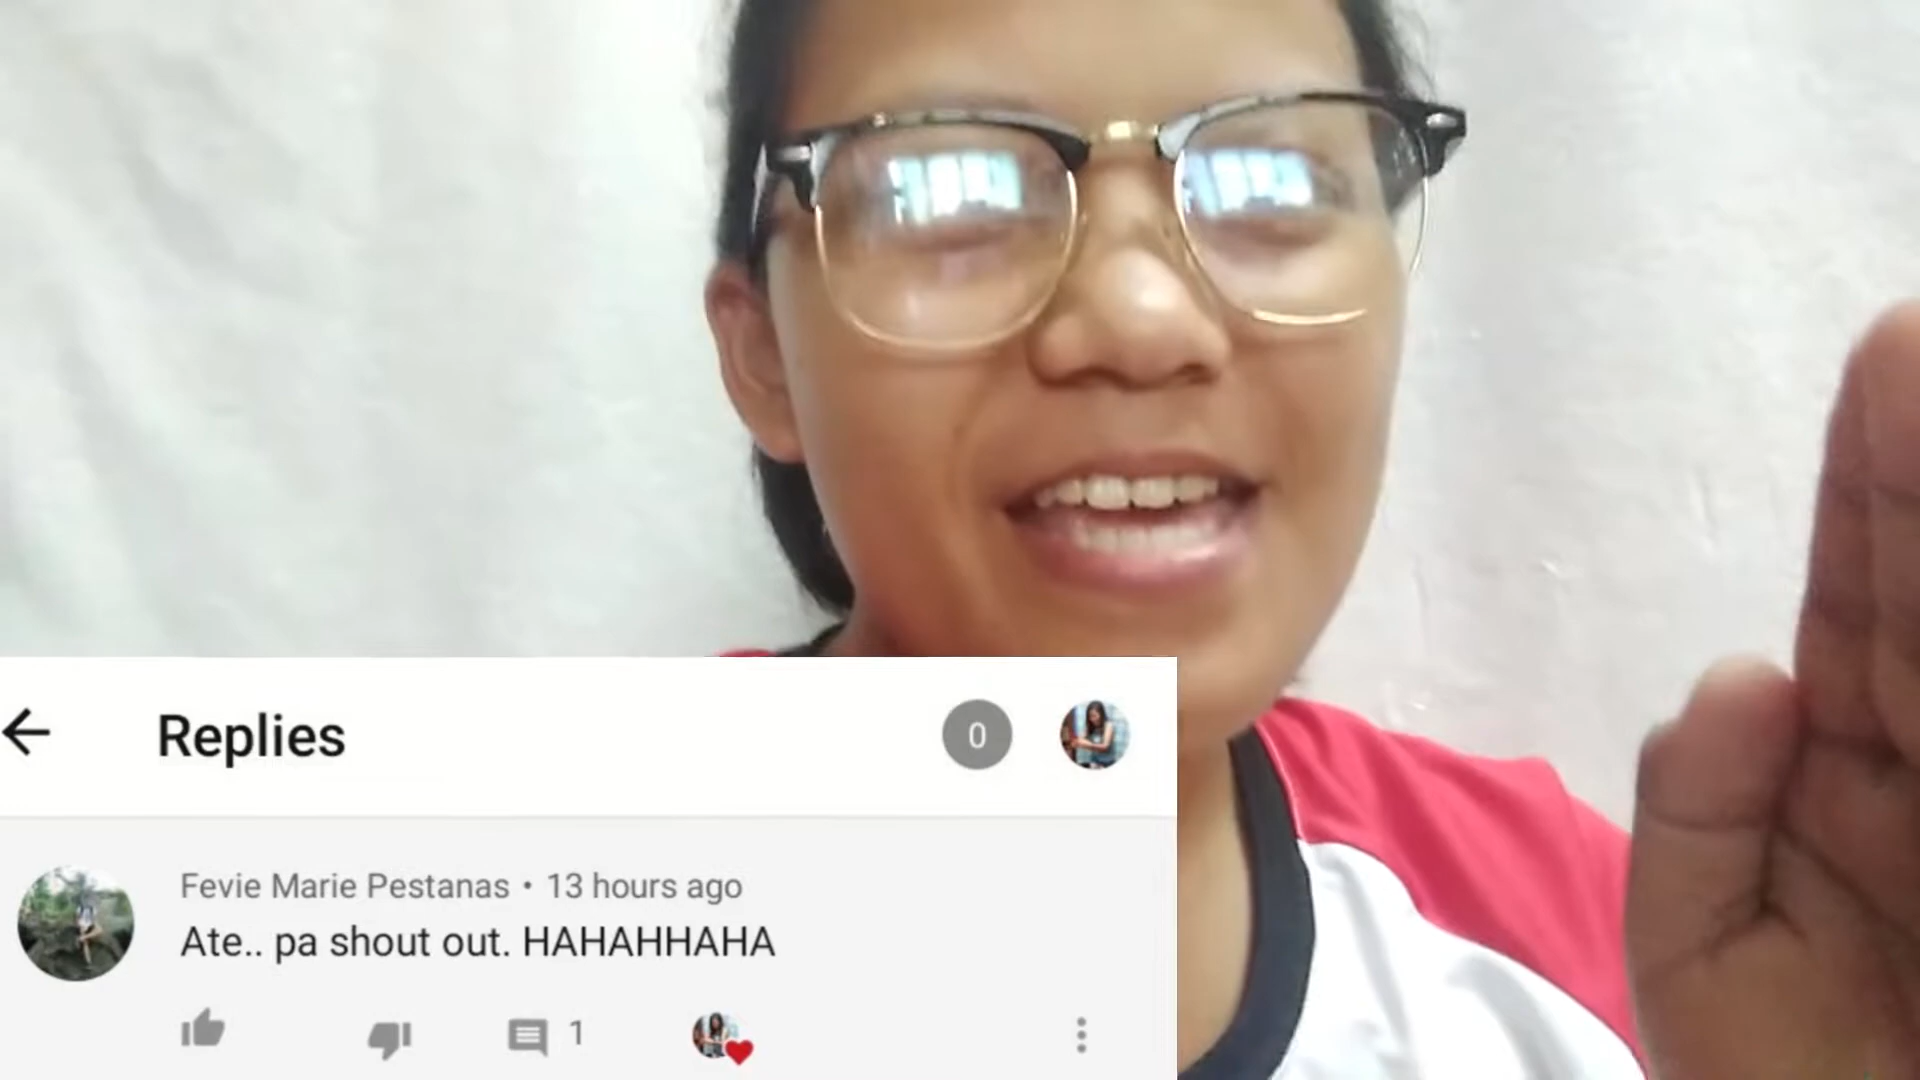 Replies
0
Fevie Marie Pestanas • 13 hours ago
Ate.. pa shout out. HAHAHHAHA
1